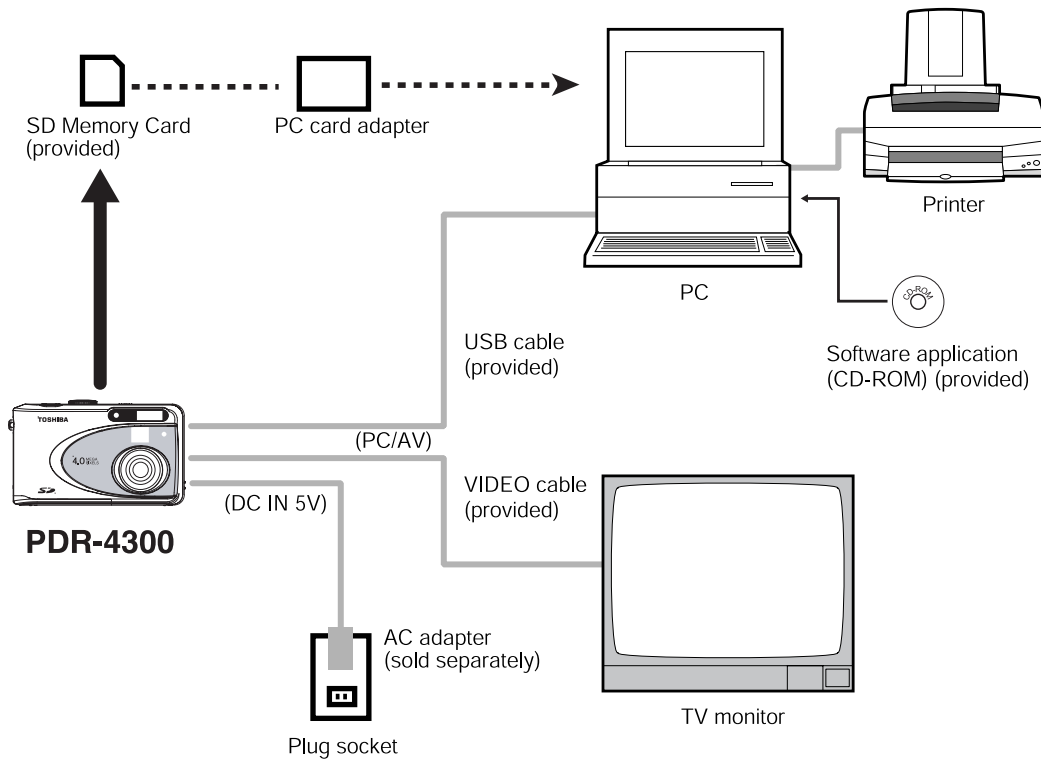 SD Memory Card
(provided)
PC card adapter
Printer
PC
CD-ROM
Software application
(CD-ROM) (provided)
USB cable
(provided)
(PC/AV)
TOSHIBA
4.0 MEGA
PIXELS
SD
PDR-4300
(DC IN 5V)
VIDEO cable
(provided)
AC adapter
(sold separately)
Plug socket
TV monitor